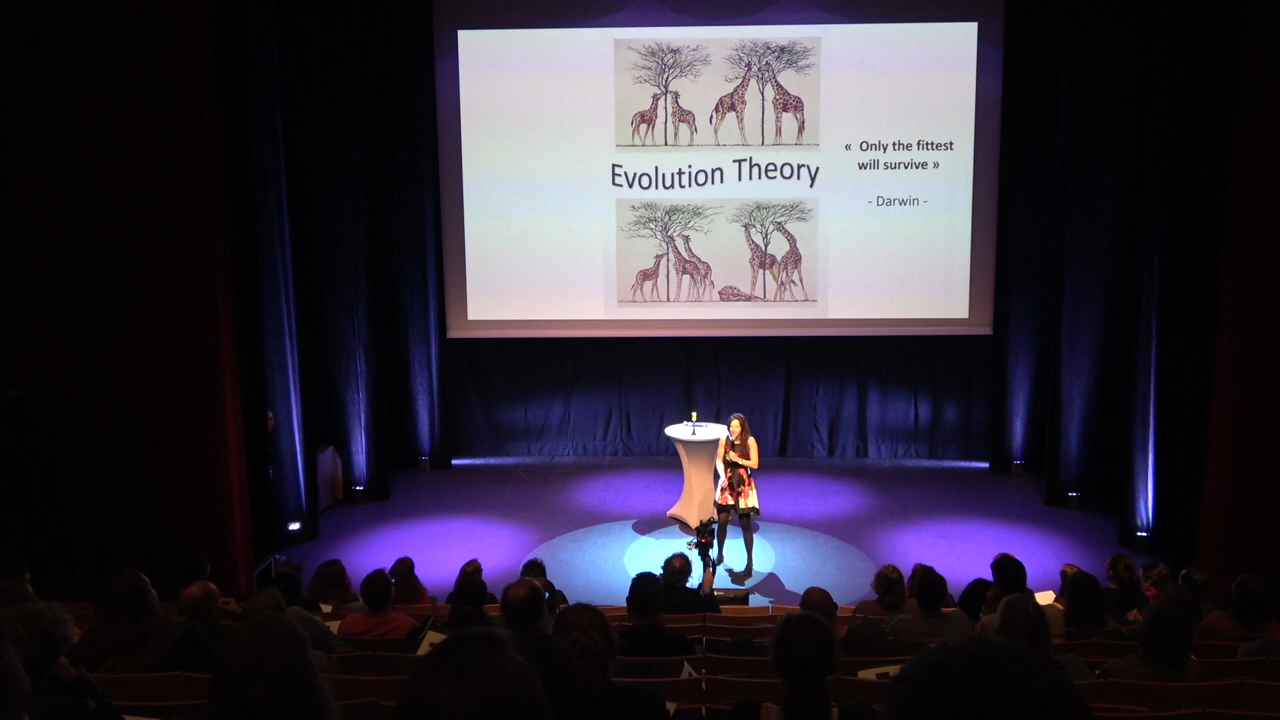 Evolution Theory
« Only the fittest
will survive »
- Darwin -